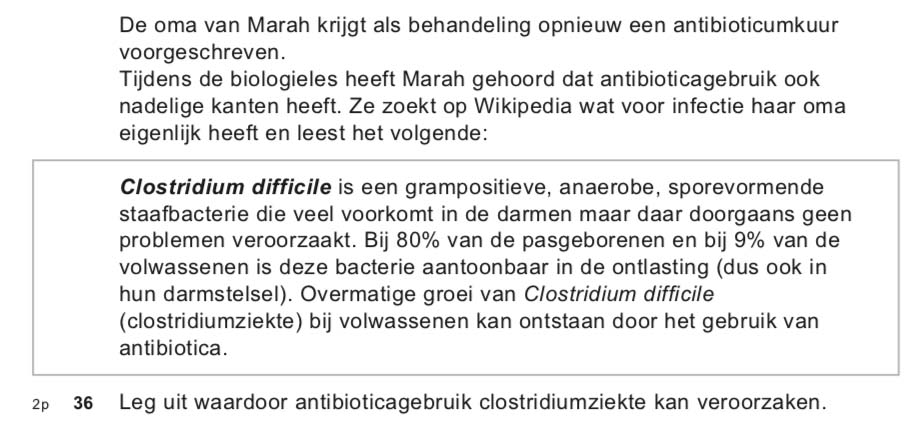 De oma van Marah krijgt als behandeling opnieuw een antibioticumkuur
voorgeschreven.
Tijdens de biologieles heeft Marah gehoord dat antibioticagebruik ook
nadelige kanten heeft. Ze zoekt op Wikipedia wat voor infectie haar oma
eigenlijk heeft en leest het volgende:
Clostridium difficile is een grampositieve, anaerobe, sporevormende
staafbacterie die veel voorkomt in de darmen maar daar doorgaans geen
problemen veroorzaakt. Bij 80% van de pasgeborenen en bij 9% van de
volwassenen is deze bacterie aantoonbaar in de ontlasting (dus ook in
hun darmstelsel). Overmatige groei van Clostridium difficile
(clostridiumziekte) bij volwassenen kan ontstaan door het gebruik van
antibiotica.
2p 36 Leg uit waardoor antibioticagebruik clostridiumziekte kan veroorzaken.